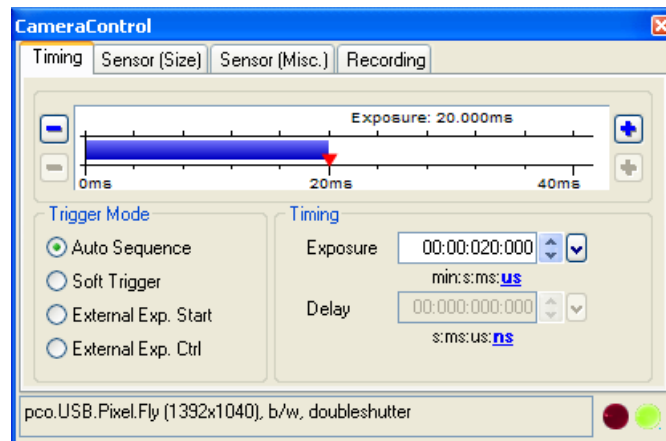 CameraControl
Timing Sensor (Size) Sensor (Misc.) Recording
Exposure: 20.000ms
0ms 20ms 40ms
Trigger Mode
Auto Sequence
Soft Trigger
External Exp. Start
External Exp. Ctrl
Timing
Exposure 00:00:020:000
min:s:ms:us
Delay 00:000:000:000
s:ms:us:ns
pco.USB.Pixel.Fly (1392x1040), b/w, doubleshutter